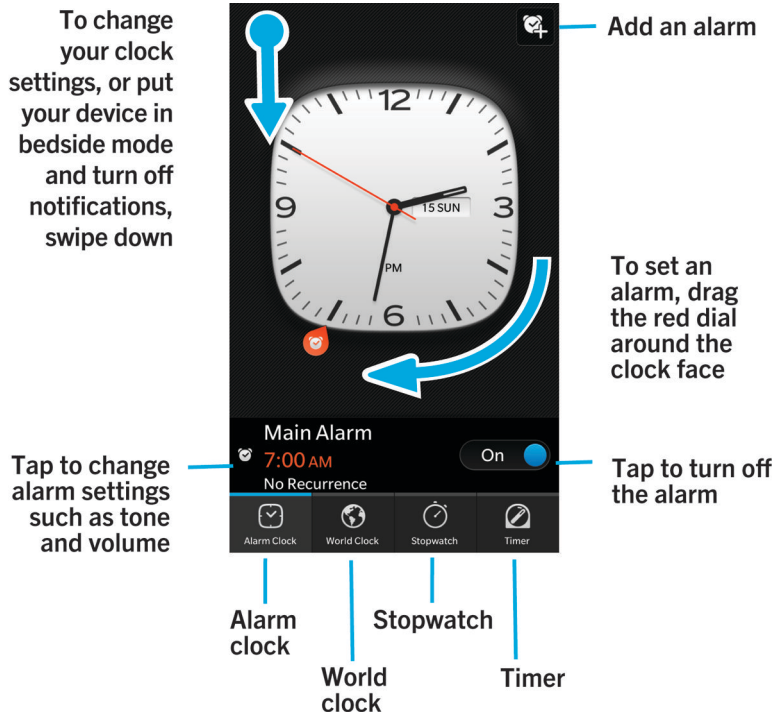 To change
your clock
settings, or put
your device in
bedside mode
and turn off
notifications,
swipe down
Add an alarm
12
9
15 SUN
3
PM
6
To set an
alarm, drag
the red dial
around the
clock face
Main Alarm
7:00 AM
No Recurrence
On
Tap to change
alarm settings
such as tone
and volume
Tap to turn off
the alarm
Alarm Clock
World Clock
Stopwatch
Timer
Alarm
clock
Stopwatch
World
clock
Timer